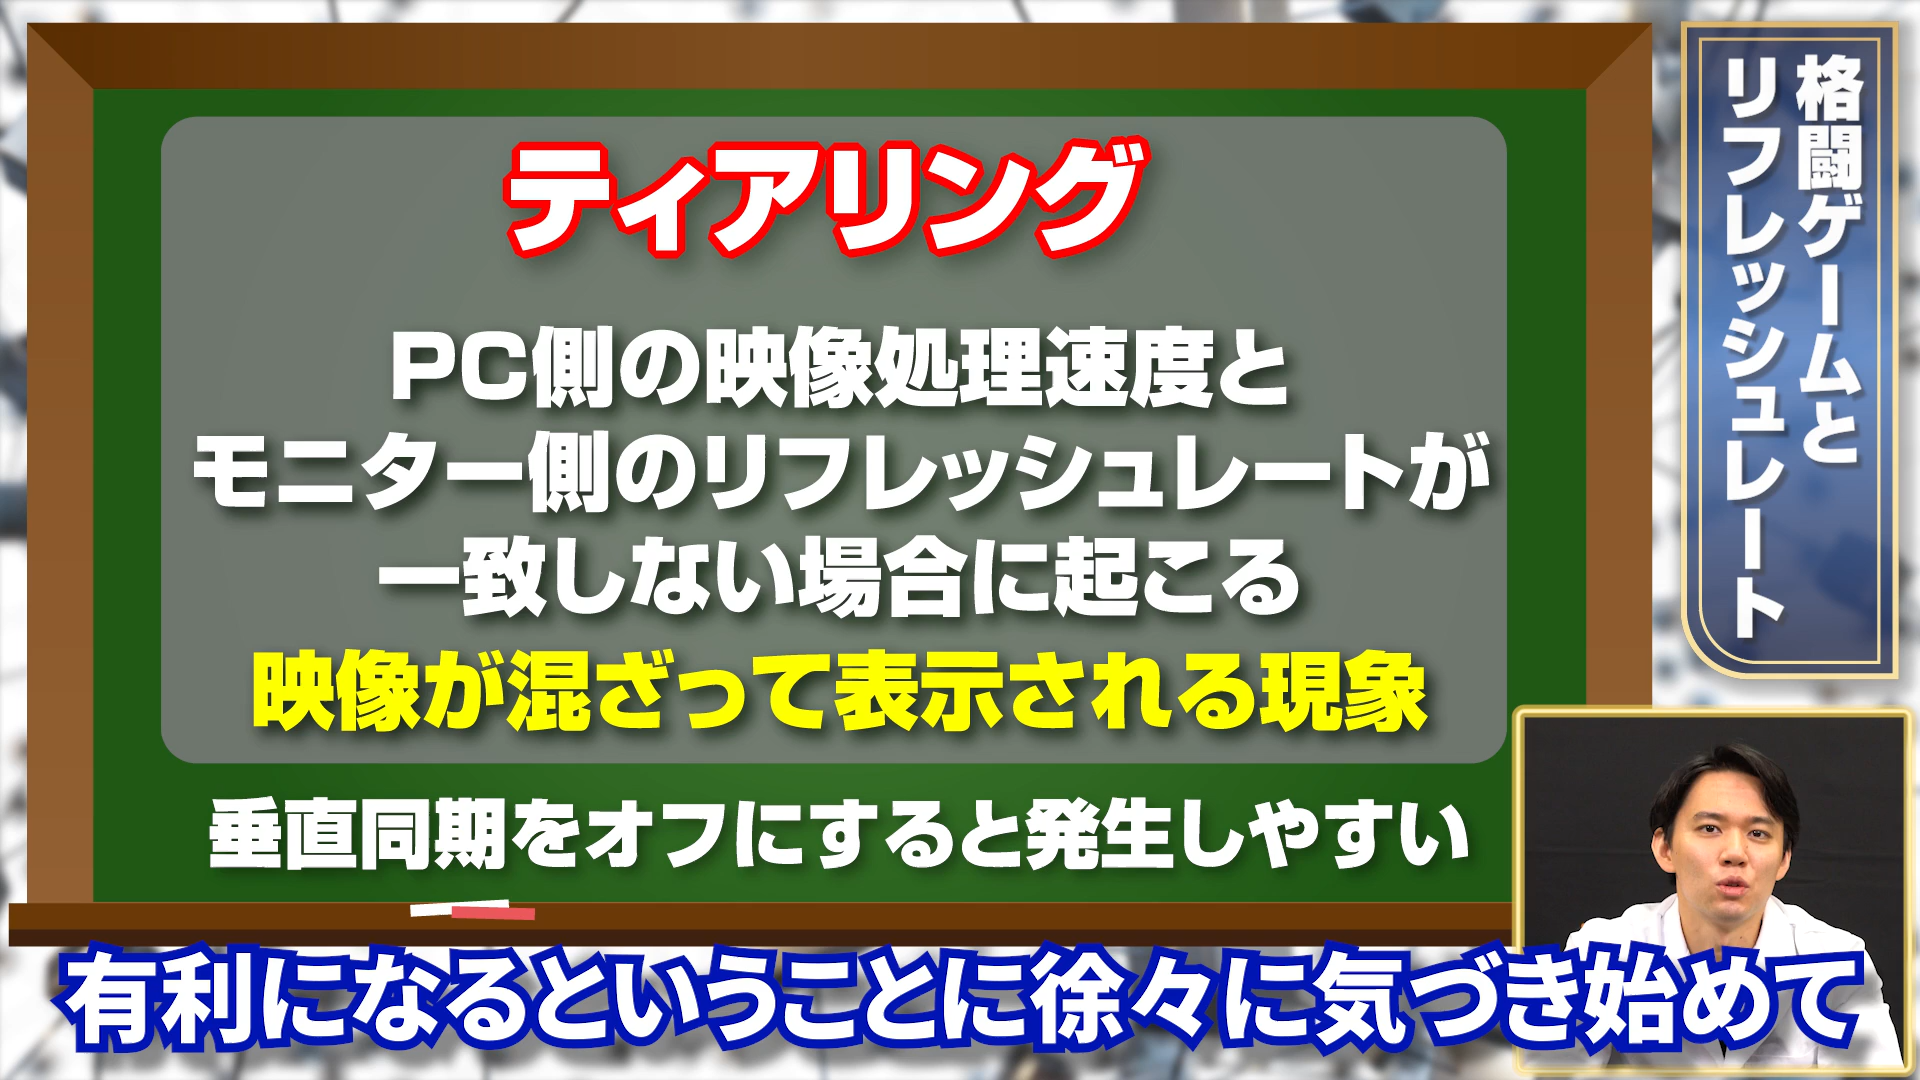 格闘ゲームと
リフレッシュレート
ティアリング
PC側の映像処理速度と
モニター側のリフレッシュレートが
一致しない場合に起こる
映像が混ざって表示される現象
垂直同期をオフにすると発生しやすい
有利になるということに徐々に気づき始めて